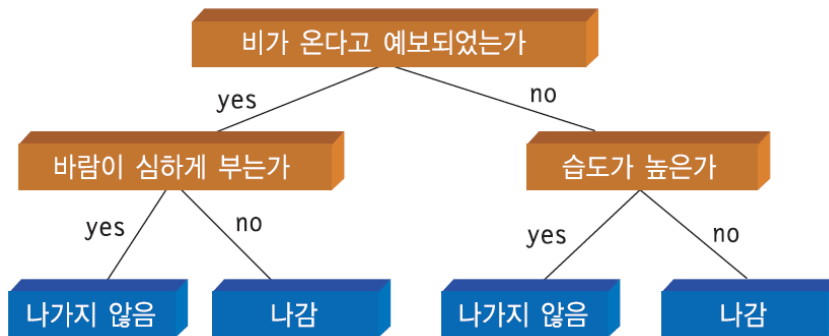 비가 온다고 예보되었는가
yes
no
바람이 심하게 부는가
습도가 높은가
yes
no
yes
no
나가지 않음
나감
나가지 않음
나감